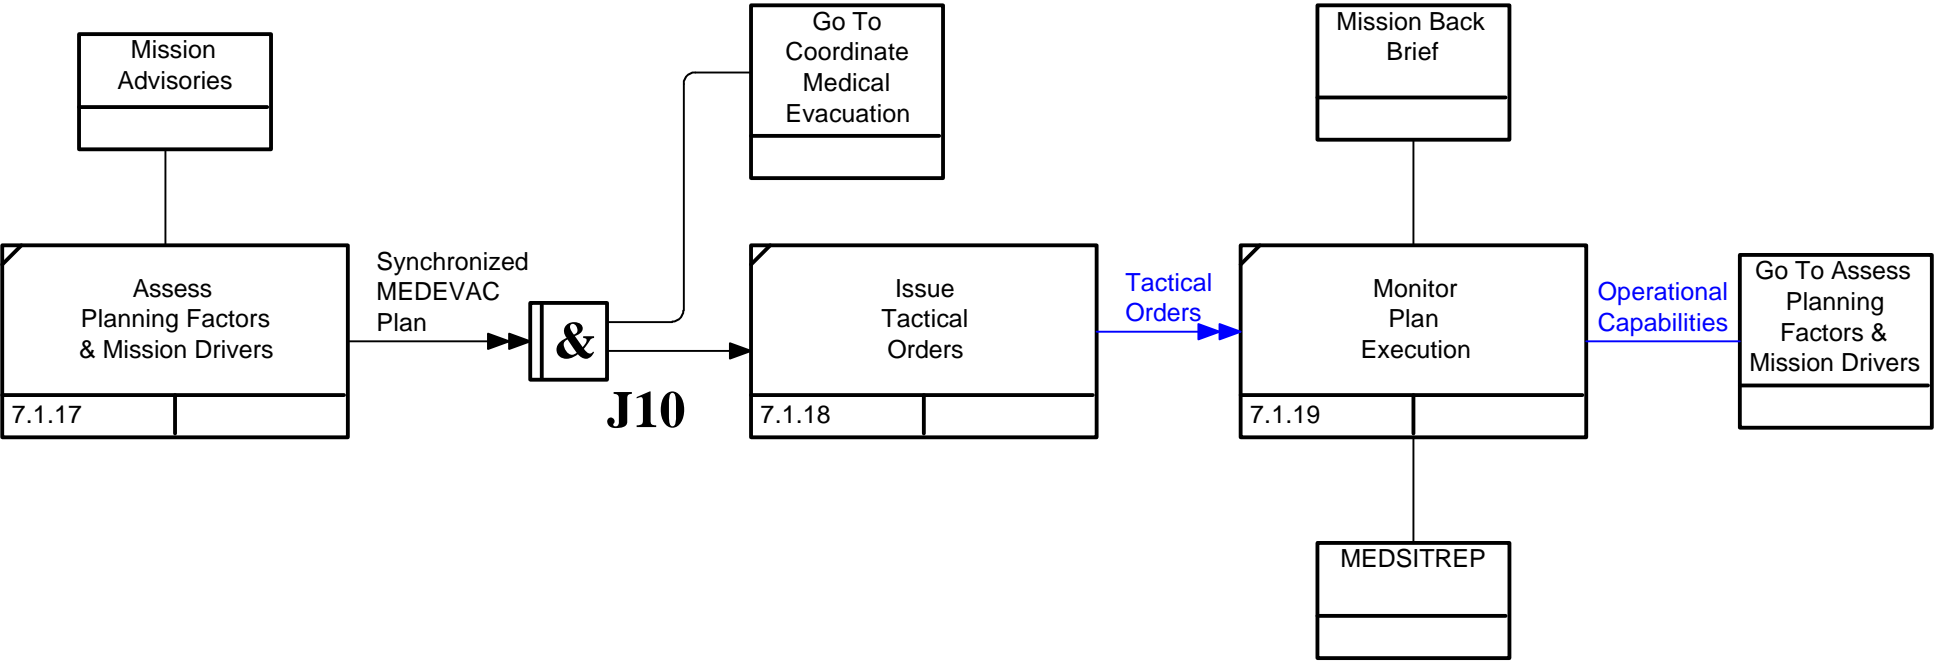 Mission
Advisories
Go To
Coordinate
Medical
Evacuation
Mission Back
Brief
Assess
Planning Factors
& Mission Drivers
7.1.17
Synchronized
MEDEVAC
Plan
&
J10
Issue
Tactical
Orders
7.1.18
Tactical
Orders
Monitor
Plan
Execution
7.1.19
Operational
Capabilities
Go To Assess
Planning
Factors &
Mission Drivers
MEDSITREP